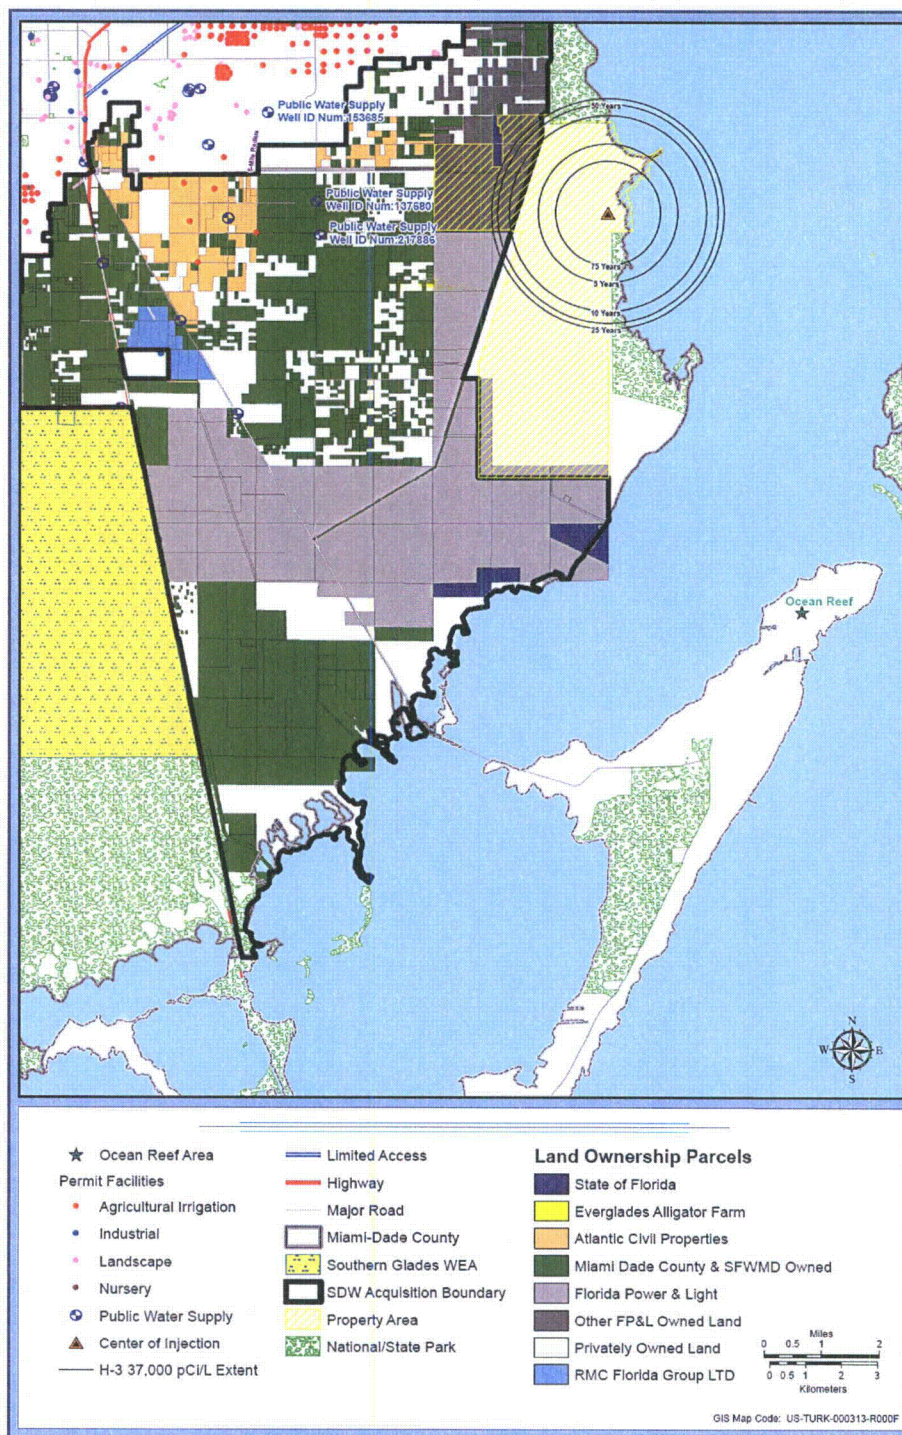 50 Years
Public Water Supply
Well ID Num:153685
Public Water Supply
Well ID Num:137680
Public Water Supply
Well ID Num:217886
75 Years
5 Years
10 Years
25 Years
Ocean Reef
N
W
E
S
Ocean Reef Area
Permit Facilities
Agricultural Irrigation
Industrial
Landscape
Nursery
Public Water Supply
Center of Injection
H-3 37,000 pCi/L Extent
Limited Access
Highway
Major Road
Miami-Dade County
Southern Glades WEA
SDW Acquisition Boundary
Property Area
National/State Park
Land Ownership Parcels
State of Florida
Everglades Alligator Farm
Atlantic Civil Properties
Miami Dade County & SFWMD Owned
Florida Power & Light
Other FP&L Owned Land
Privately Owned Land
RMC Florida Group LTD
Miles
0 0.5 1 2
0 0.5 1 2 3
Kilometers
GIS Map Code: US-TURK-000313-R000F